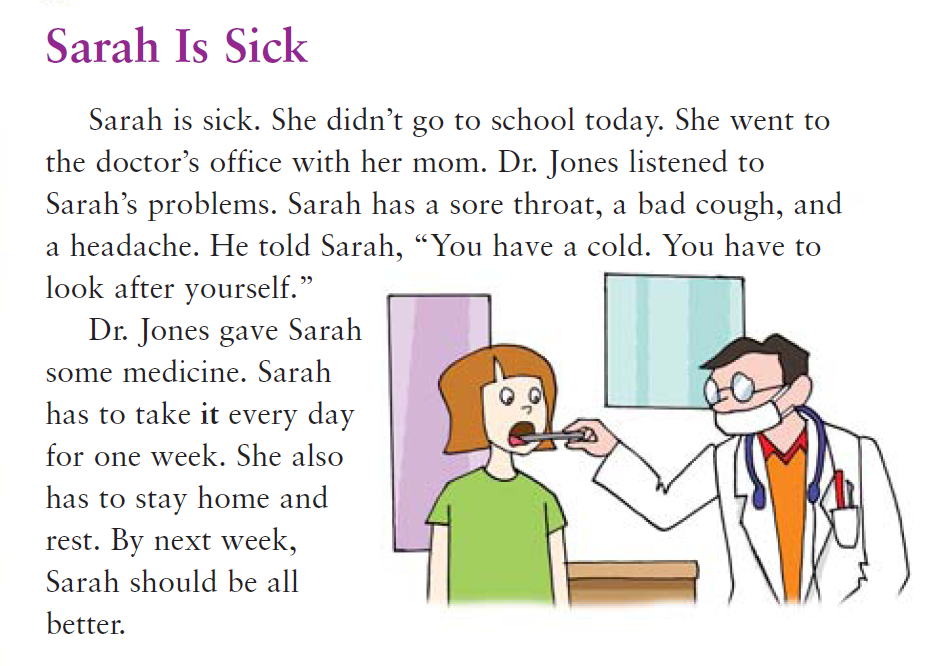 Sarah Is Sick
Sarah is sick. She didn’t go to school today. She went to
the doctor’s office with her mom. Dr. Jones listened to
Sarah’s problems. Sarah has a sore throat, a bad cough, and
a headache. He told Sarah, “You have a cold. You have to
look after yourself.”
Dr. Jones gave Sarah
some medicine. Sarah
has to take it every day
for one week. She also
has to stay home and
rest. By next week,
Sarah should be all
better.